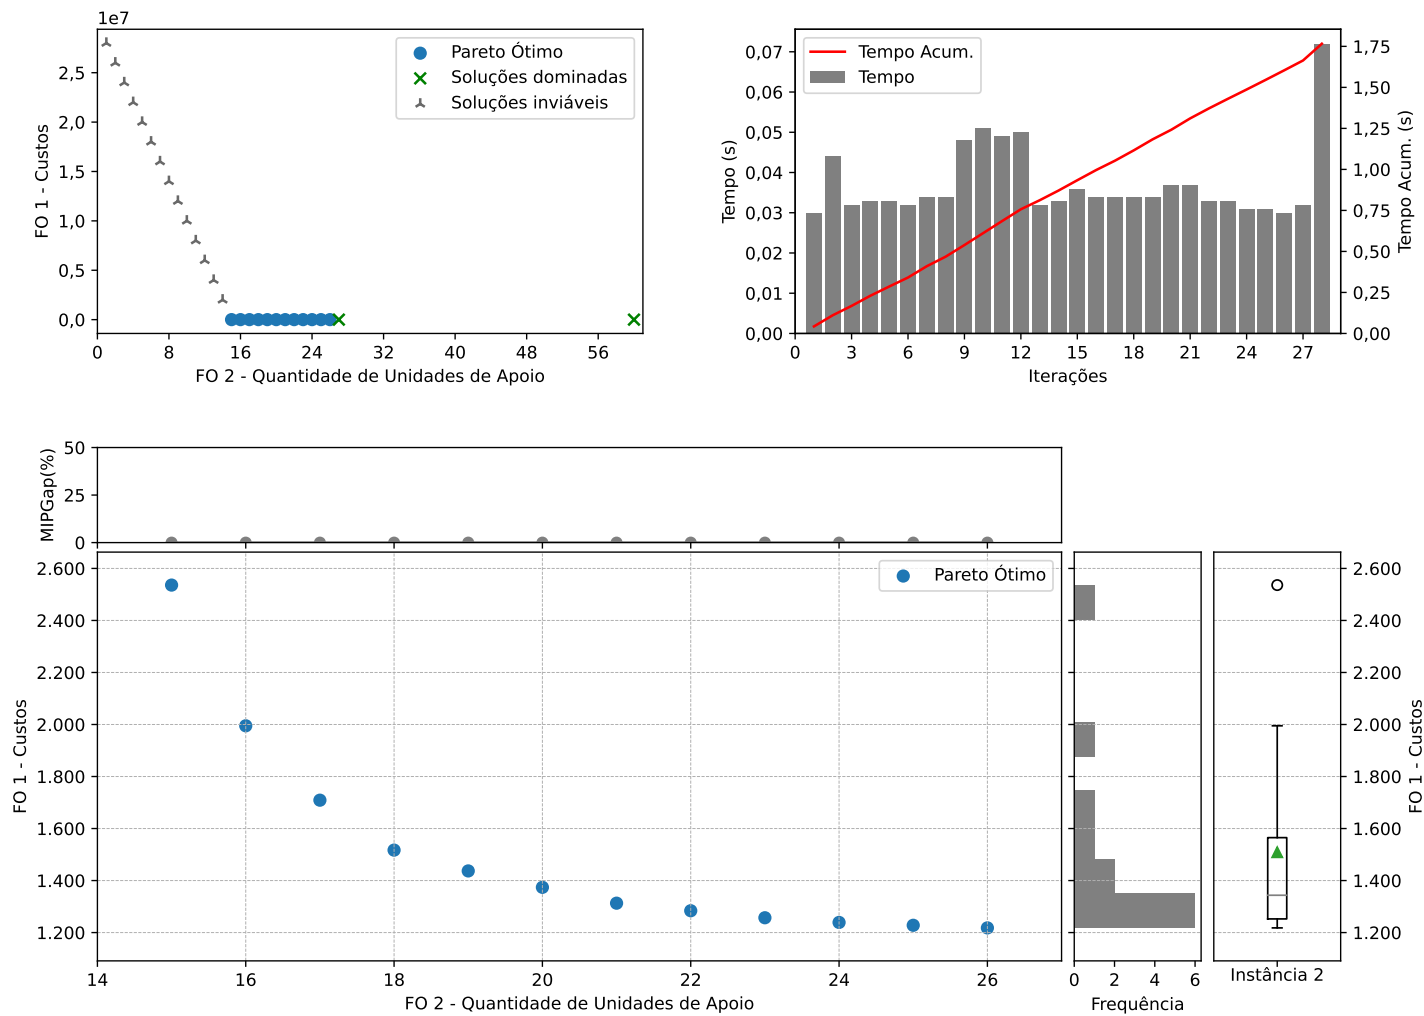 1e7
Pareto Ótimo
Soluções dominadas
Soluções inviáveis
2,5
2,0
1,5
1,0
0,5
0,0
FO 1 - Custos
0 8 16 24 32 40 48 56
FO 2 - Quantidade de Unidades de Apoio
Tempo Acum.
Tempo
0,07
0,06
0,05
0,04
0,03
0,02
0,01
0,00
Tempo (s)
1,75
1,50
1,25
1,00
0,75
0,50
0,25
0,00
Tempo Acum. (s)
0 3 6 9 12 15 18 21 24 27
Iterações
50
25
0
MIPGap(%)
Pareto Ótimo
2.600
2.400
2.200
2.000
1.800
1.600
1.400
1.200
FO 1 - Custos
14 16 18 20 22 24 26
FO 2 - Quantidade de Unidades de Apoio
0 2 4 6
Frequência
Instância 2
2.600
2.400
2.200
2.000
1.800
1.600
1.400
1.200
FO 1 - Custos